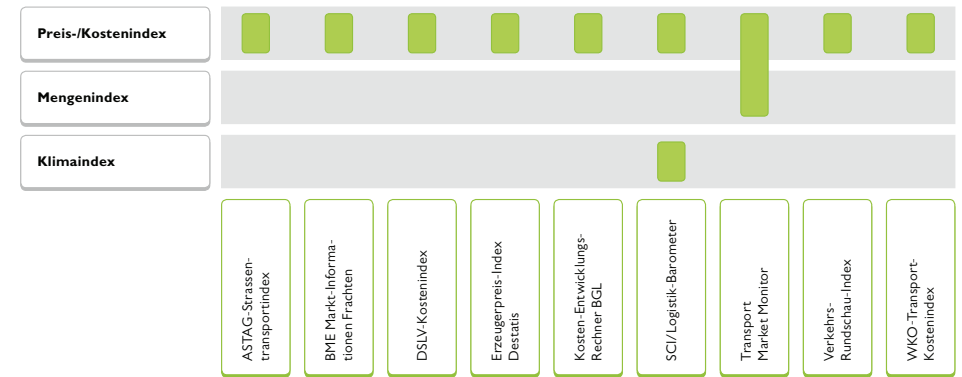 Preis-/Kostenindex
Mengenindex
Klimaindex
ASTAG-Strassen-
transportindex
BME Markt-Informa-
tionen Frachten
DSLV-Kostenindex
Erzeugerpreis-Index
Destatis
Kosten-Entwicklungs-
Rechner BGL
SCI/Logistik-Barometer
Transport
Market Monitor
Verkehrs-
Rundschau-Index
WKO-Transport-
Kostenindex